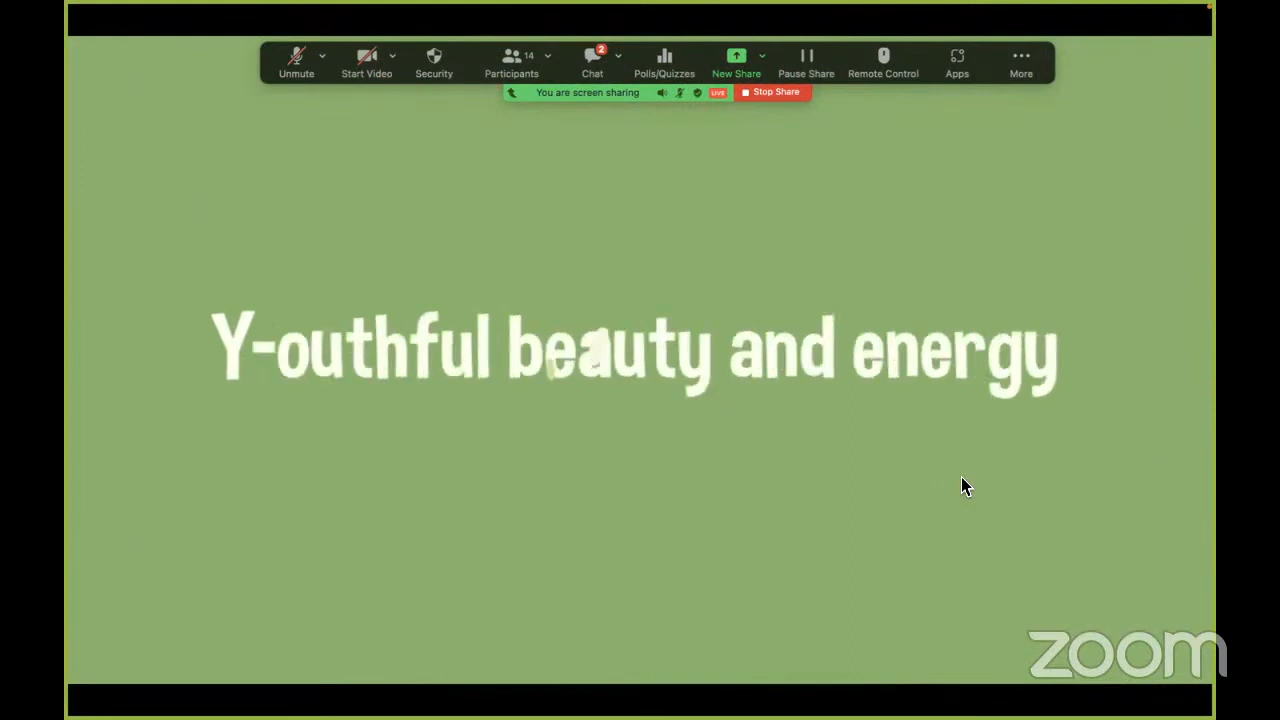 Unmute
Start Video
Security
14
Participants
2
Chat
Polls/Quizzes
New Share
Pause Share
Remote Control
Apps
More
You are screen sharing
LIVE
Stop Share
Y-outhful beauty and energy
zoom